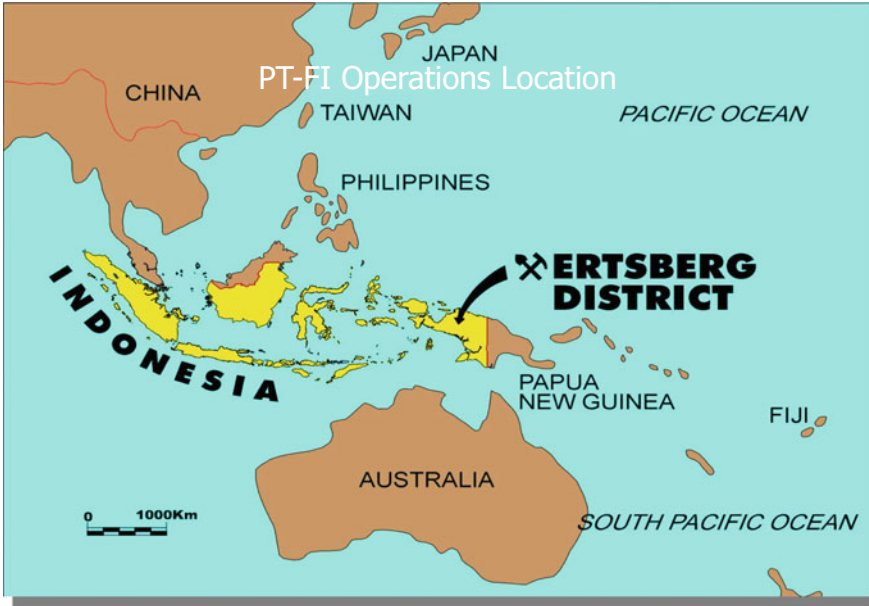 JAPAN
PT-FI Operations Location
CHINA
TAIWAN
PACIFIC OCEAN
PHILIPPINES
ERTSBERG
DISTRICT
INDONESIA
PAPUA
NEW GUINEA
FIJI
AUSTRALIA
0 1000Km
SOUTH PACIFIC OCEAN